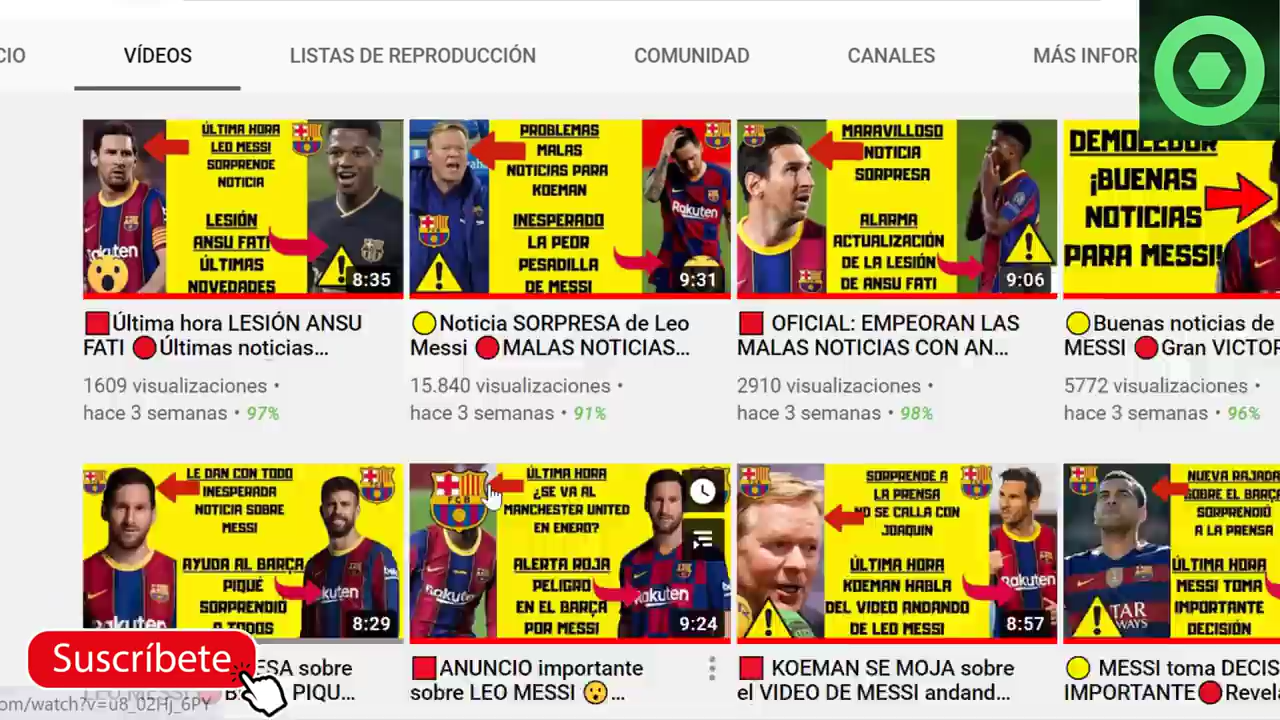 CIO
VÍDEOS
LISTAS DE REPRODUCCIÓN
COMUNIDAD
CANALES
MÁS INFOR
ÚLTIMA HORA
LEO MESSI
SORPRENDE
NOTICIA
LESIÓN
ANSU FATI
ÚLTIMAS
NOVEDADES
Rakuten
8:35
PROBLEMAS
MALAS
NOTICIAS PARA
KOEMAN
INESPERADO
LA PEOR
PESADILLA
DE MESSI
Rakuten
9:31
MARAVILLOSO
NOTICIA
SORPRESA
ALARMA
ACTUALIZACIÓN
DE LA LESIÓN
DE ANSU FATI
9:06
DEMOLEDOR
¡BUENAS
NOTICIAS
PARA MESSI!
Última hora LESIÓN ANSU
FATI Últimas noticias...
1609 visualizaciones •
hace 3 semanas • 97%
Noticia SORPRESA de Leo
Messi MALAS NOTICIAS...
15.840 visualizaciones •
hace 3 semanas • 91%
OFICIAL: EMPEORAN LAS
MALAS NOTICIAS CON AN...
2910 visualizaciones •
hace 3 semanas • 98%
Buenas noticias de
MESSI Gran VICTOR
5772 visualizaciones •
hace 3 semanas • 96%
LE DAN CON TODO
INESPERADA
NOTICIA SOBRE
MESSI
AYUDA AL BARÇA
PIQUÉ
SORPRENDIÓ
A TODOS
8:29
FCB
ÚLTIMA HORA
¿SE VA AL
MANCHESTER UNITED
EN ENERO?
ALERTA ROJA
PELIGRO
EN EL BARÇA
POR MESSI
9:24
SORPRENDE A
LA PRENSA
NO SE CALLA CON
JOAQUIN
ÚLTIMA HORA
KOEMAN HABLA
DEL VIDEO ANDANDO
DE LEO MESSI
8:57
NUEVA RAJADA
SOBRE EL BARÇA
SORPRENDIÓ
A LA PRENSA
ÚLTIMA HORA
MESSI TOMA
IMPORTANTE
DECISIÓN
Suscríbete
ESA sobre
PIQU...
ANUNCIO importante
sobre LEO MESSI 😮...
KOEMAN SE MOJA sobre
el VIDEO DE MESSI andand...
MESSI toma DECIS
IMPORTANTE Revela
om/watch?v=u8_02Hj_6PY